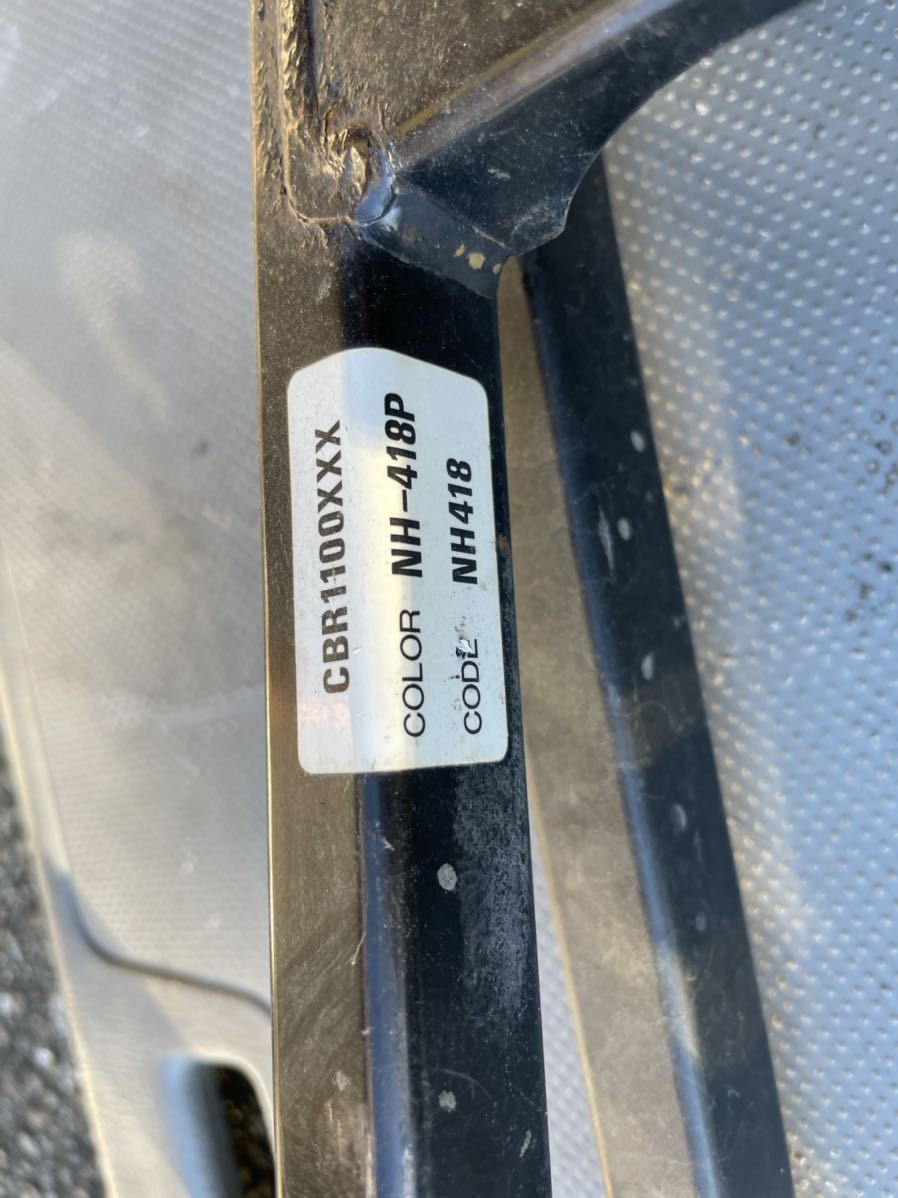 CBR1100XXX
COLOR NH-418P
CODE NH418